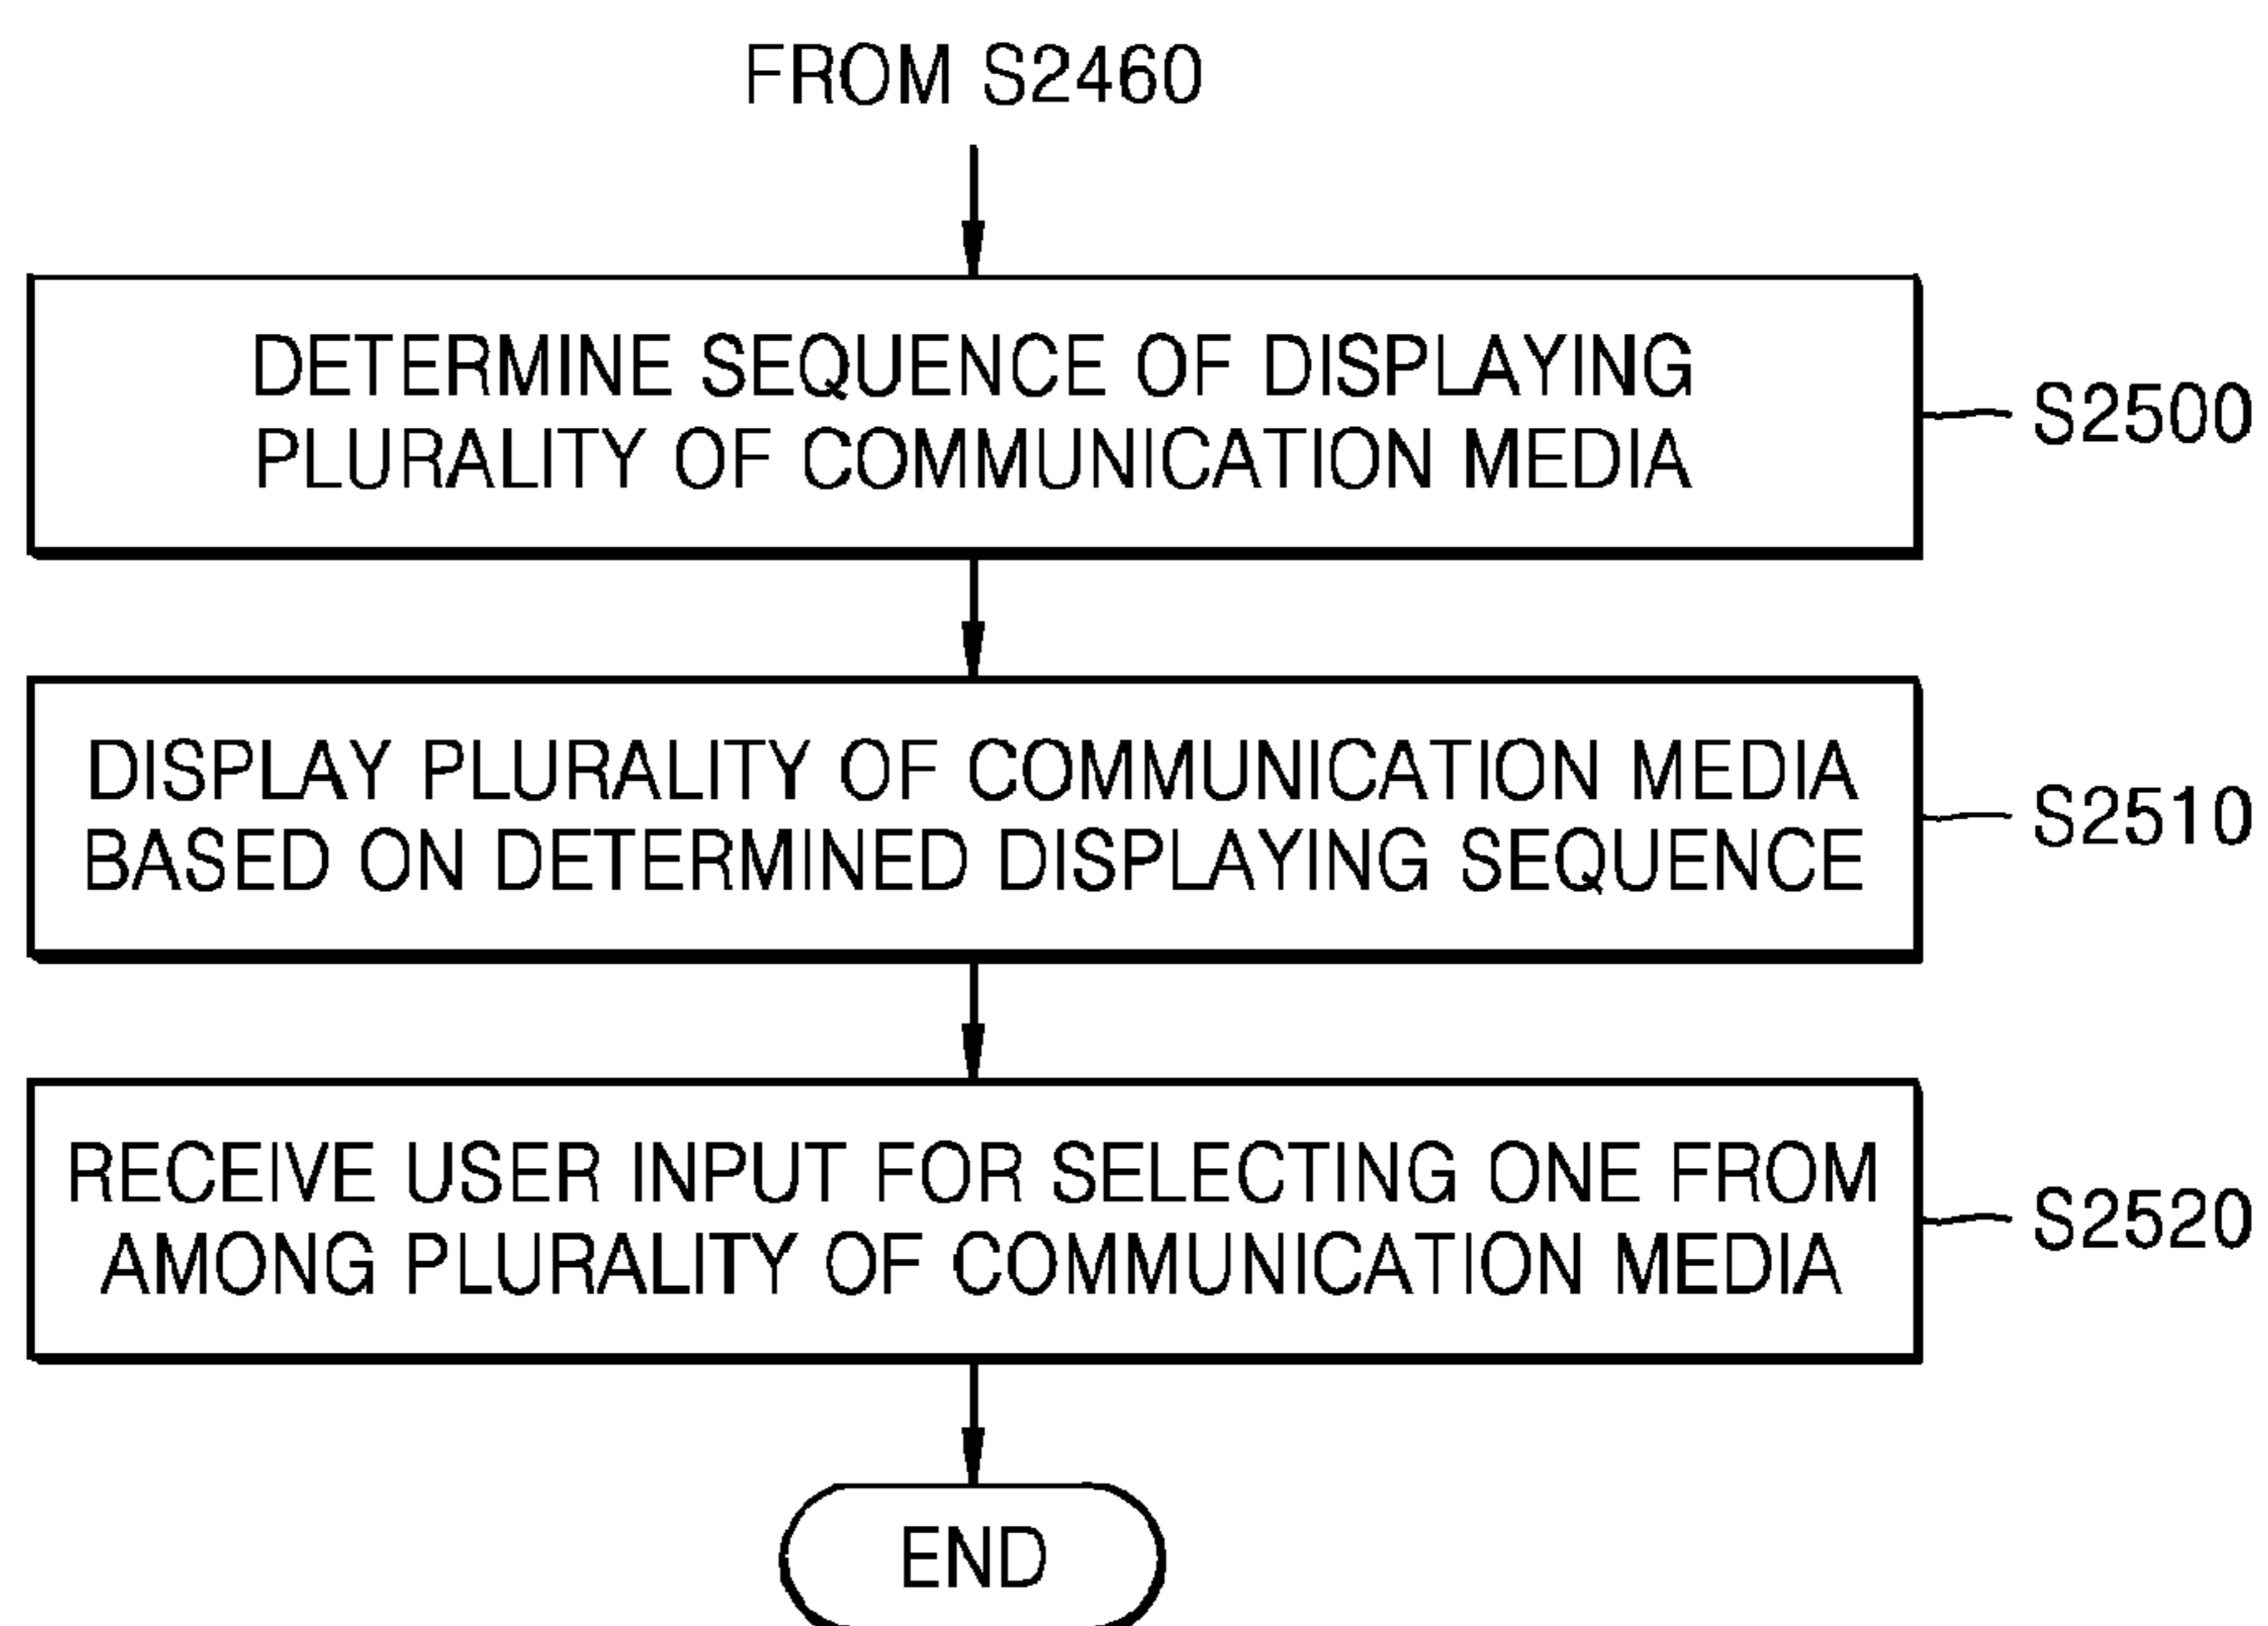 FROM S2460
DETERMINE SEQUENCE OF DISPLAYING
PLURALITY OF COMMUNICATION MEDIA
S2500
DISPLAY PLURALITY OF COMMUNICATION MEDIA
BASED ON DETERMINED DISPLAYING SEQUENCE
S2510
RECEIVE USER INPUT FOR SELECTING ONE FROM
AMONG PLURALITY OF COMMUNICATION MEDIA
S2520
END